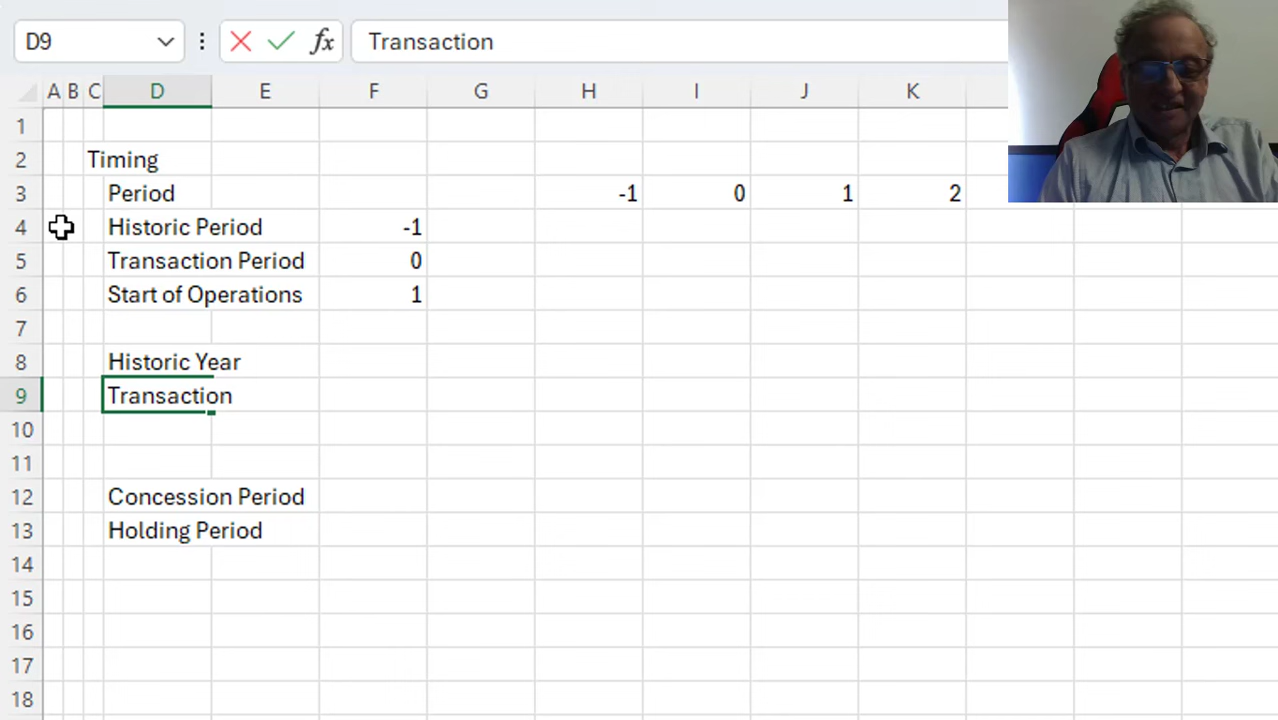 D9 fx Transaction
A B C D E F G H I J K
1
2 Timing
3 Period -1 0 1 2
4 Historic Period -1
5 Transaction Period 0
6 Start of Operations 1
7
8 Historic Year
9 Transaction
10
11
12 Concession Period
13 Holding Period
14
15
16
17
18